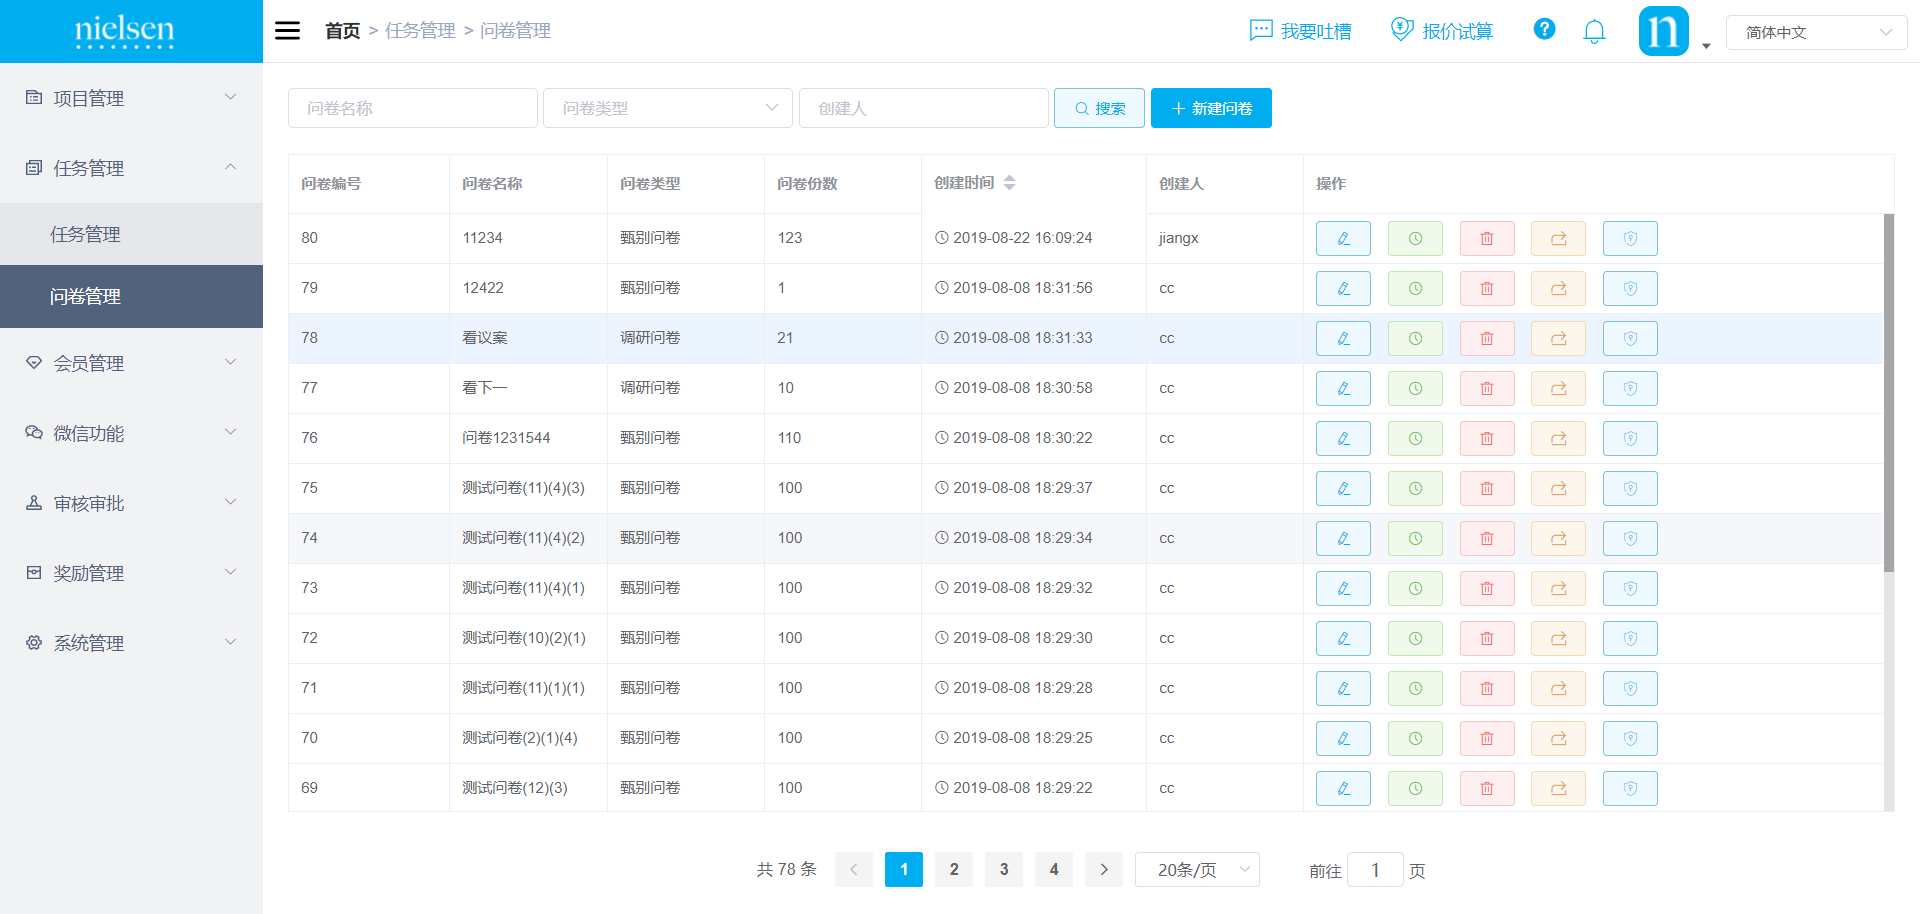 nielsen
首页 > 任务管理 > 问卷管理
我要吐槽
报价试算
?
n
简体中文
项目管理
任务管理
任务管理
问卷管理
会员管理
微信功能
审核审批
奖励管理
系统管理
问卷名称
问卷类型
创建人
搜索
+ 新建问卷
问卷编号 问卷名称 问卷类型 问卷份数 创建时间 创建人 操作
80 11234 甄别问卷 123 2019-08-22 16:09:24 jiangx
79 12422 甄别问卷 1 2019-08-08 18:31:56 cc
78 看议案 调研问卷 21 2019-08-08 18:31:33 cc
77 看下一 调研问卷 10 2019-08-08 18:30:58 cc
76 问卷1231544 甄别问卷 110 2019-08-08 18:30:22 cc
75 测试问卷(11)(4)(3) 甄别问卷 100 2019-08-08 18:29:37 cc
74 测试问卷(11)(4)(2) 甄别问卷 100 2019-08-08 18:29:34 cc
73 测试问卷(11)(4)(1) 甄别问卷 100 2019-08-08 18:29:32 cc
72 测试问卷(10)(2)(1) 甄别问卷 100 2019-08-08 18:29:30 cc
71 测试问卷(11)(1)(1) 甄别问卷 100 2019-08-08 18:29:28 cc
70 测试问卷(2)(1)(4) 甄别问卷 100 2019-08-08 18:29:25 cc
69 测试问卷(12)(3) 甄别问卷 100 2019-08-08 18:29:22 cc
共 78 条 < 1 2 3 4 > 20条/页 前往 1 页